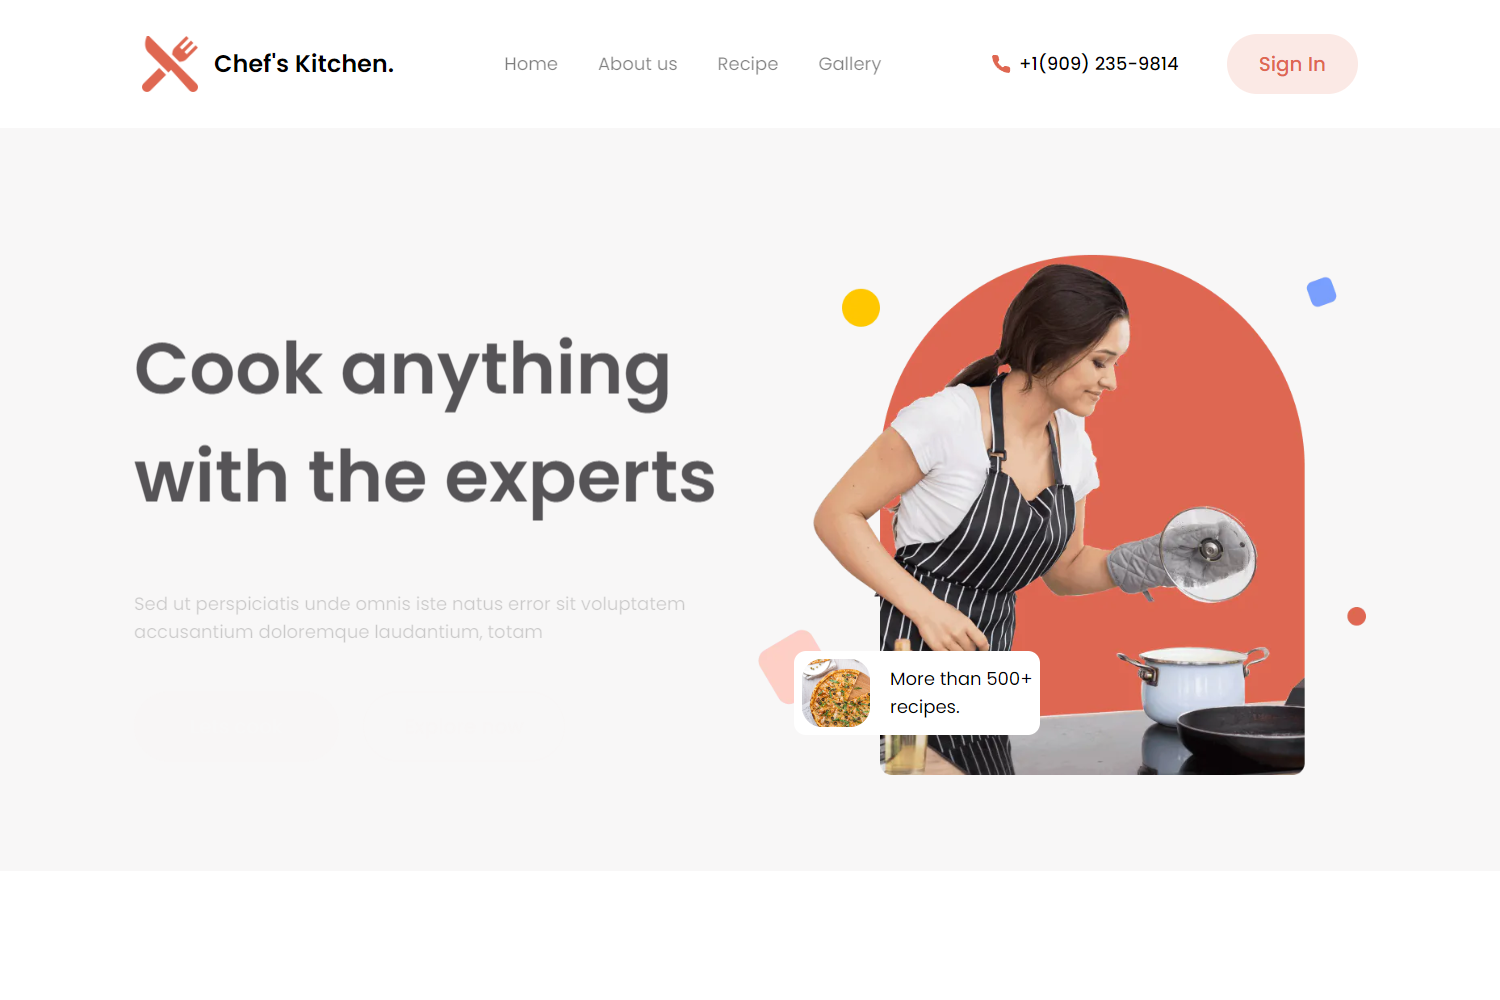 Chef's Kitchen.
Home
About us
Recipe
Gallery
+1(909) 235-9814
Sign In
Cook anything
with the experts
Sed ut perspiciatis unde omnis iste natus error sit voluptatem
accusantium doloremque laudantium, totam
More than 500+
recipes.